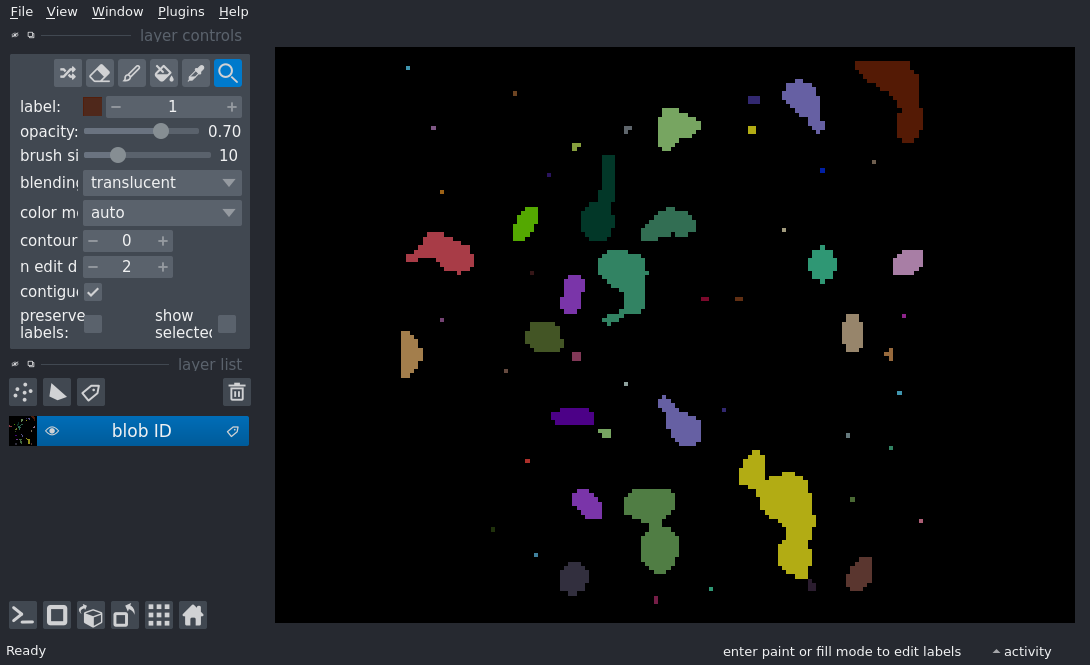 File View Window Plugins Help
layer controls
label: 1
opacity: 0.70
brush si 10
blending translucent
color m auto
contour 0
n edit d 2
contigu
preserve labels: show selected
layer list
blob ID
Ready enter paint or fill mode to edit labels activity